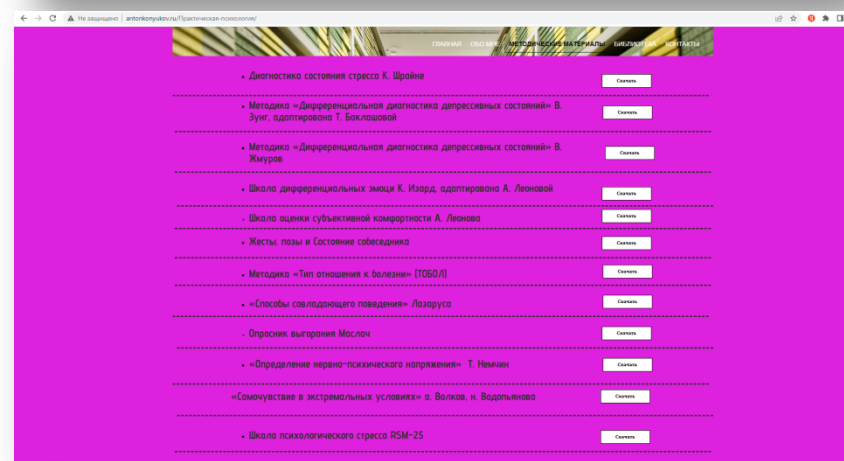 Не защищено | antonkonyukov.ru/Практическая-психология/
ГЛАВНАЯ ОБО МНЕ МЕТОДИЧЕСКИЕ МАТЕРИАЛЫ БИБЛИОТЕКА КОНТАКТЫ
• Диагностика состояния стресса К. Шрайне
Скачать
• Методика «Дифференциальная диагностика депрессивных состояний» В.
Зунг, адаптирована Т. Баклашовой
Скачать
• Методика «Дифференциальная диагностика депрессивных состояний» В.
Жмуров
Скачать
• Шкала дифференциальных эмоци К. Изард, адаптирована А. Леоновой
Скачать
• Шкала оценки субъективной комфортности А. Леонова
Скачать
• Жесты, позы и Состояние собеседника
Скачать
• Методика «Тип отношения к болезни» (ТОБОЛ)
Скачать
• «Способы совладающего поведения» Лазаруса
Скачать
• Опросник выгорания Маслач
Скачать
• «Определение нервно-психического напряжения» Т. Немчин
Скачать
«Самочувствие в экстремальных условиях» а. Волков, н. Водопьянова
Скачать
• Шкала психологического стресса RSM-25
Скачать